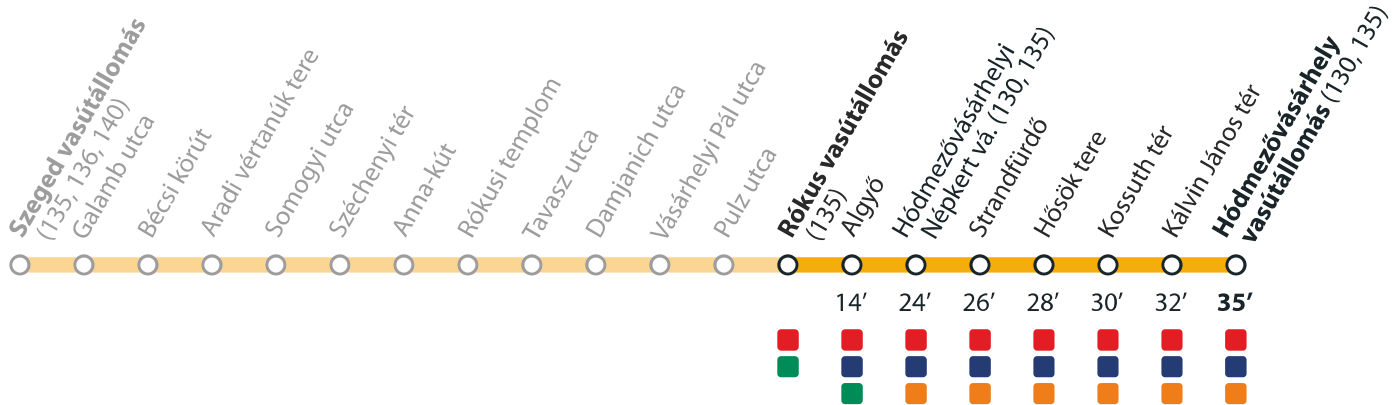 Szeged vasútállomás
(135, 136, 140)
Galamb utca
Bécsi körút
Aradi vértanúk tere
Somogyi utca
Széchenyi tér
Anna-kút
Rókusi templom
Tavasz utca
Damjanich utca
Vásárhelyi Pál utca
Pulz utca
Rókus vasútállomás
(135)
Algyő
Hódmezővásárhelyi
Népkert vá. (130, 135)
Strandfürdő
Hősök tere
Kossuth tér
Kálvin János tér
Hódmezővásárhely
vasútállomás (130, 135)
14’ 24’ 26’ 28’ 30’ 32’ 35’